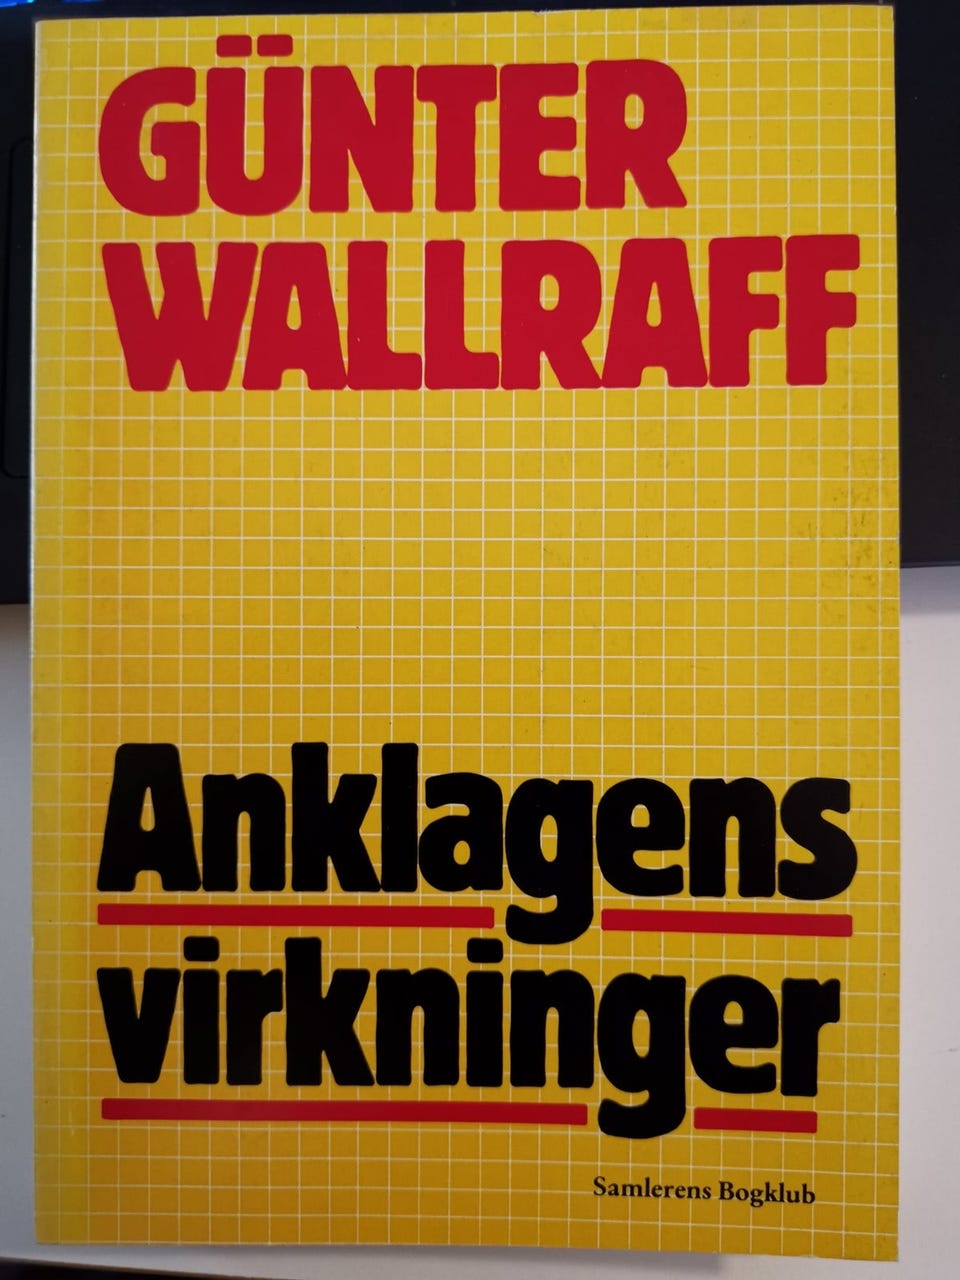 GÜNTER
WALLRAFF
Anklagens
virkninger
Samlerens Bogklub